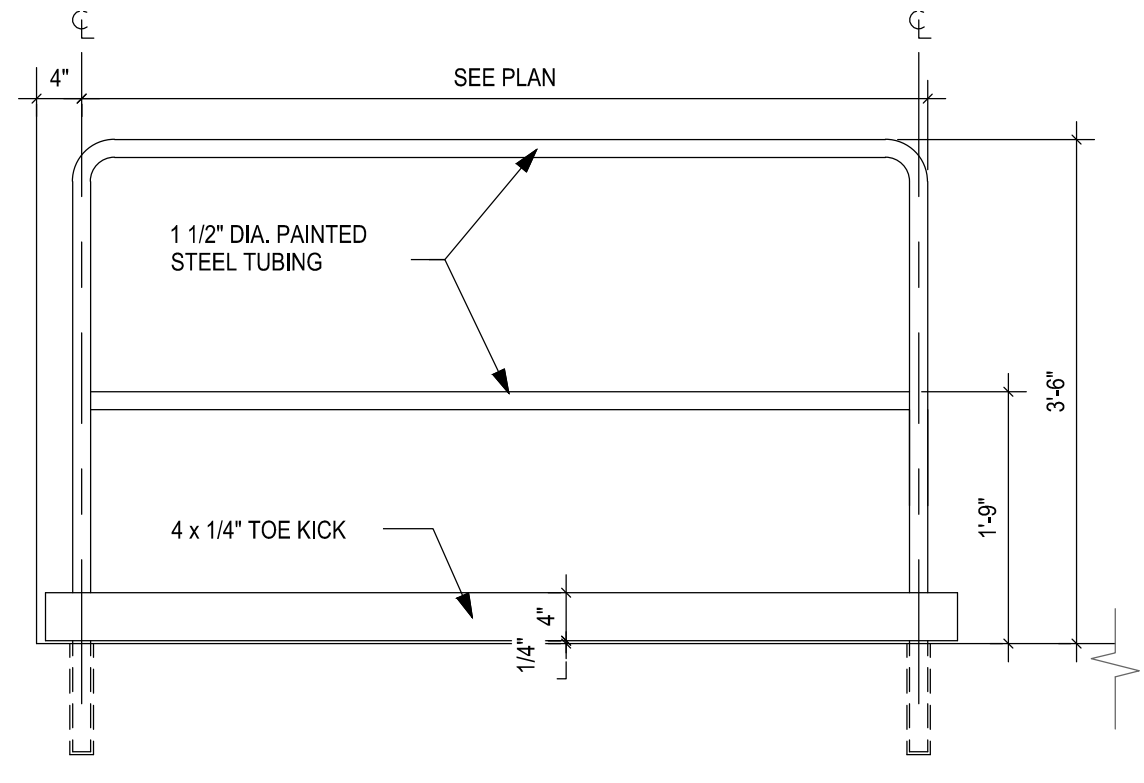 ℄ ℄
4" SEE PLAN
1 1/2" DIA. PAINTED
STEEL TUBING
3'-6"
1'-9"
4 x 1/4" TOE KICK
4"
1/4"